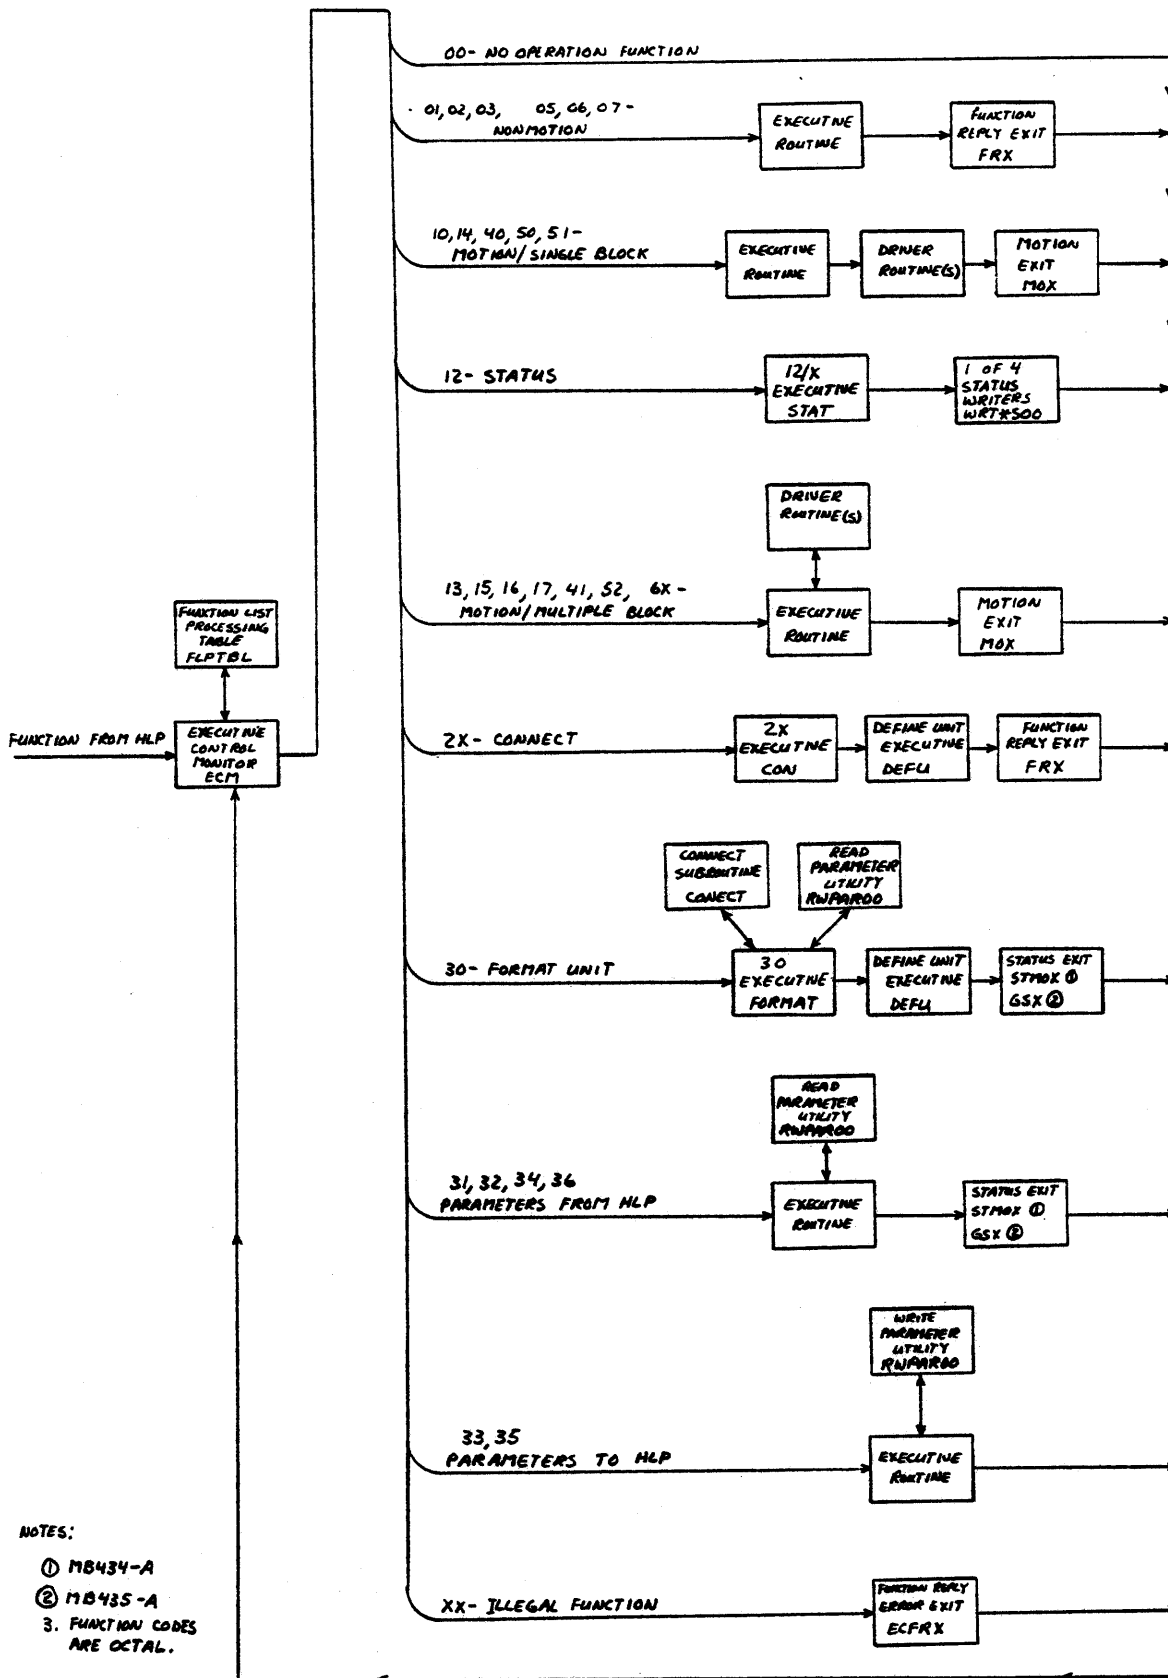 00- NO OPERATION FUNCTION
01, 02, 03, 05, 06, 07-
NONMOTION
EXECUTIVE
ROUTINE
FUNCTION
REPLY EXIT
FRX
10, 14, 40, 50, 51-
MOTION/SINGLE BLOCK
EXECUTIVE
ROUTINE
DRIVER
ROUTINE(S)
MOTION
EXIT
MOX
12- STATUS
12/X
EXECUTIVE
STAT
1 OF 4
STATUS
WRITERS
WRT*S00
DRIVER
ROUTINE(S)
13, 15, 16, 17, 41, 52, 6X-
MOTION/MULTIPLE BLOCK
EXECUTIVE
ROUTINE
MOTION
EXIT
MOX
FUNCTION LIST
PROCESSING
TABLE
FLPTBL
FUNCTION FROM HLP
EXECUTIVE
CONTROL
MONITOR
ECM
2X- CONNECT
2X
EXECUTIVE
CON
DEFINE UNIT
EXECUTIVE
DEFU
FUNCTION
REPLY EXIT
FRX
CONNECT
SUBROUTINE
CONECT
READ
PARAMETER
UTILITY
RWPAR00
30- FORMAT UNIT
30
EXECUTIVE
FORMAT
DEFINE UNIT
EXECUTIVE
DEFU
STATUS EXIT
STMOX ①
GSX ②
READ
PARAMETER
UTILITY
RWPAR00
31, 32, 34, 36
PARAMETERS FROM HLP
EXECUTIVE
ROUTINE
STATUS EXIT
STMOX ①
GSX ②
WRITE
PARAMETER
UTILITY
RWPAR00
33, 35
PARAMETERS TO HLP
EXECUTIVE
ROUTINE
XX- ILLEGAL FUNCTION
FUNCTION REPLY
ERROR EXIT
ECFRX
NOTES:
① MB434-A
② MB435-A
3. FUNCTION CODES
ARE OCTAL.